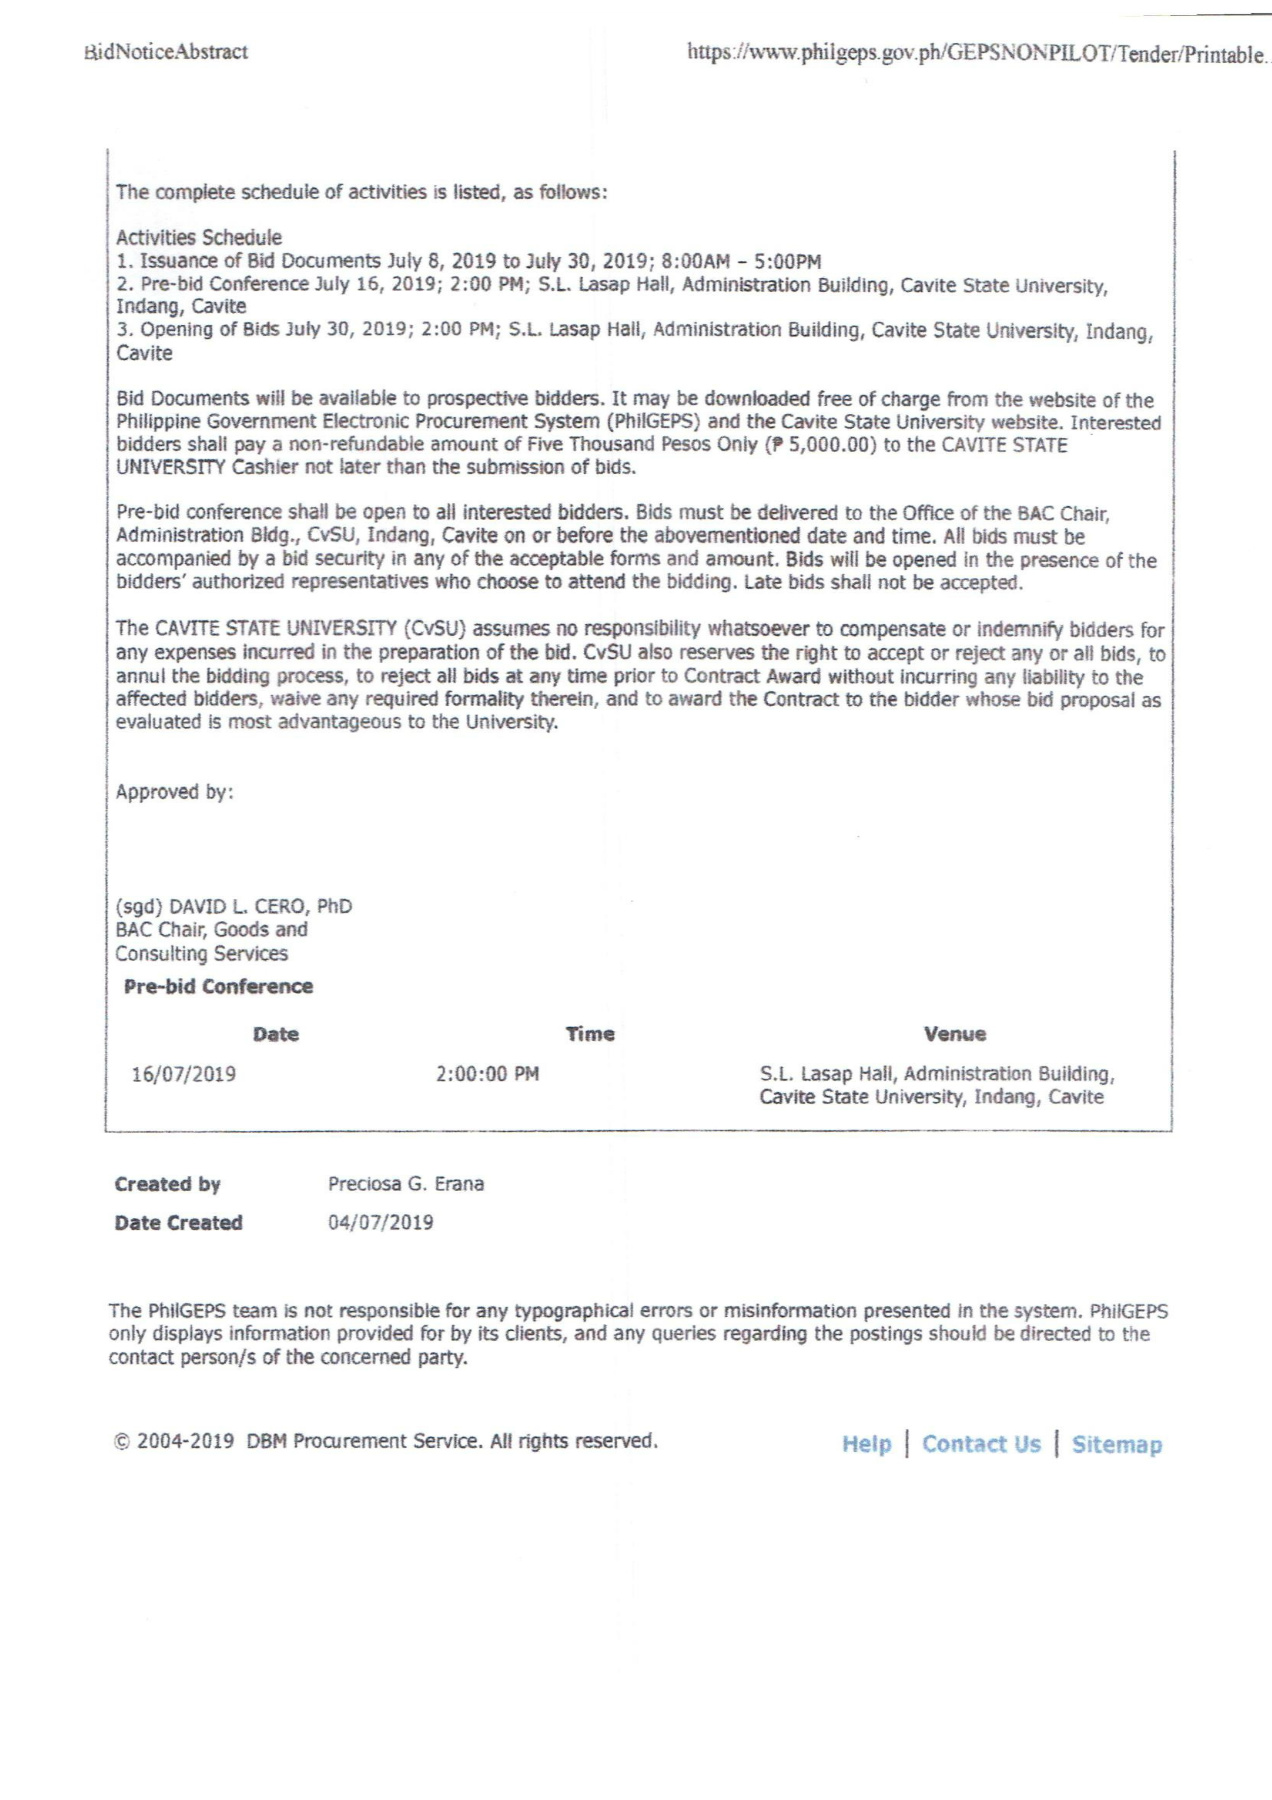 BidNoticeAbstract
https://www.philgeps.gov.ph/GEPSNONPILOT/Tender/Printable...
The complete schedule of activities is listed, as follows:
Activities Schedule
1. Issuance of Bid Documents July 8, 2019 to July 30, 2019; 8:00AM – 5:00PM
2. Pre-bid Conference July 16, 2019; 2:00 PM; S.L. Lasap Hall, Administration Building, Cavite State University,
Indang, Cavite
3. Opening of Bids July 30, 2019; 2:00 PM; S.L. Lasap Hall, Administration Building, Cavite State University, Indang,
Cavite
Bid Documents will be available to prospective bidders. It may be downloaded free of charge from the website of the
Philippine Government Electronic Procurement System (PhilGEPS) and the Cavite State University website. Interested
bidders shall pay a non-refundable amount of Five Thousand Pesos Only (₱ 5,000.00) to the CAVITE STATE
UNIVERSITY Cashier not later than the submission of bids.
Pre-bid conference shall be open to all interested bidders. Bids must be delivered to the Office of the BAC Chair,
Administration Bldg., CvSU, Indang, Cavite on or before the abovementioned date and time. All bids must be
accompanied by a bid security in any of the acceptable forms and amount. Bids will be opened in the presence of the
bidders' authorized representatives who choose to attend the bidding. Late bids shall not be accepted.
The CAVITE STATE UNIVERSITY (CvSU) assumes no responsibility whatsoever to compensate or indemnify bidders for
any expenses incurred in the preparation of the bid. CvSU also reserves the right to accept or reject any or all bids, to
annul the bidding process, to reject all bids at any time prior to Contract Award without incurring any liability to the
affected bidders, waive any required formality therein, and to award the Contract to the bidder whose bid proposal as
evaluated is most advantageous to the University.
Approved by:
(sgd) DAVID L. CERO, PhD
BAC Chair, Goods and
Consulting Services
Pre-bid Conference
Date Time Venue
16/07/2019 2:00:00 PM S.L. Lasap Hall, Administration Building,
Cavite State University, Indang, Cavite
Created by Preciosa G. Erana
Date Created 04/07/2019
The PhilGEPS team is not responsible for any typographical errors or misinformation presented in the system. PhilGEPS
only displays information provided for by its clients, and any queries regarding the postings should be directed to the
contact person/s of the concerned party.
© 2004-2019 DBM Procurement Service. All rights reserved.
Help | Contact Us | Sitemap